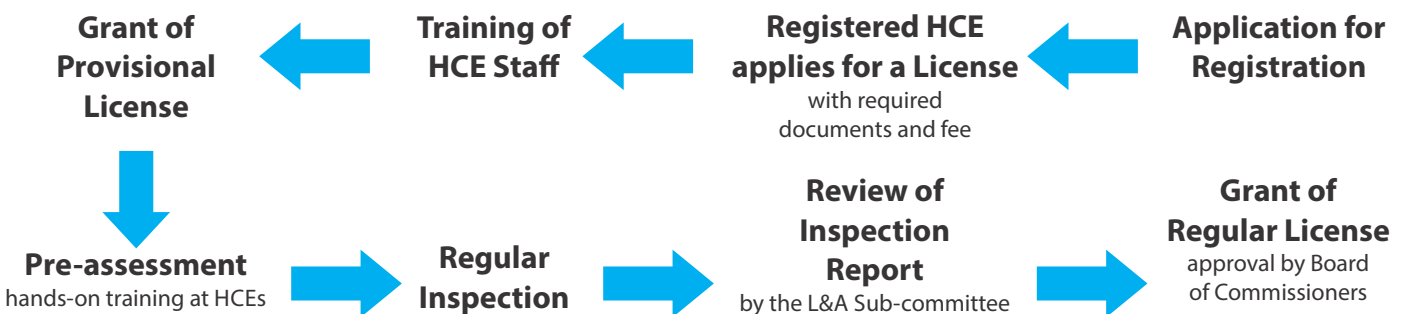 Grant of
Provisional
License
Training of
HCE Staff
Registered HCE
applies for a License
with required
documents and fee
Application for
Registration
Pre-assessment
hands-on training at HCEs
Regular
Inspection
Review of
Inspection
Report
by the L&A Sub-committee
Grant of
Regular License
approval by Board
of Commissioners